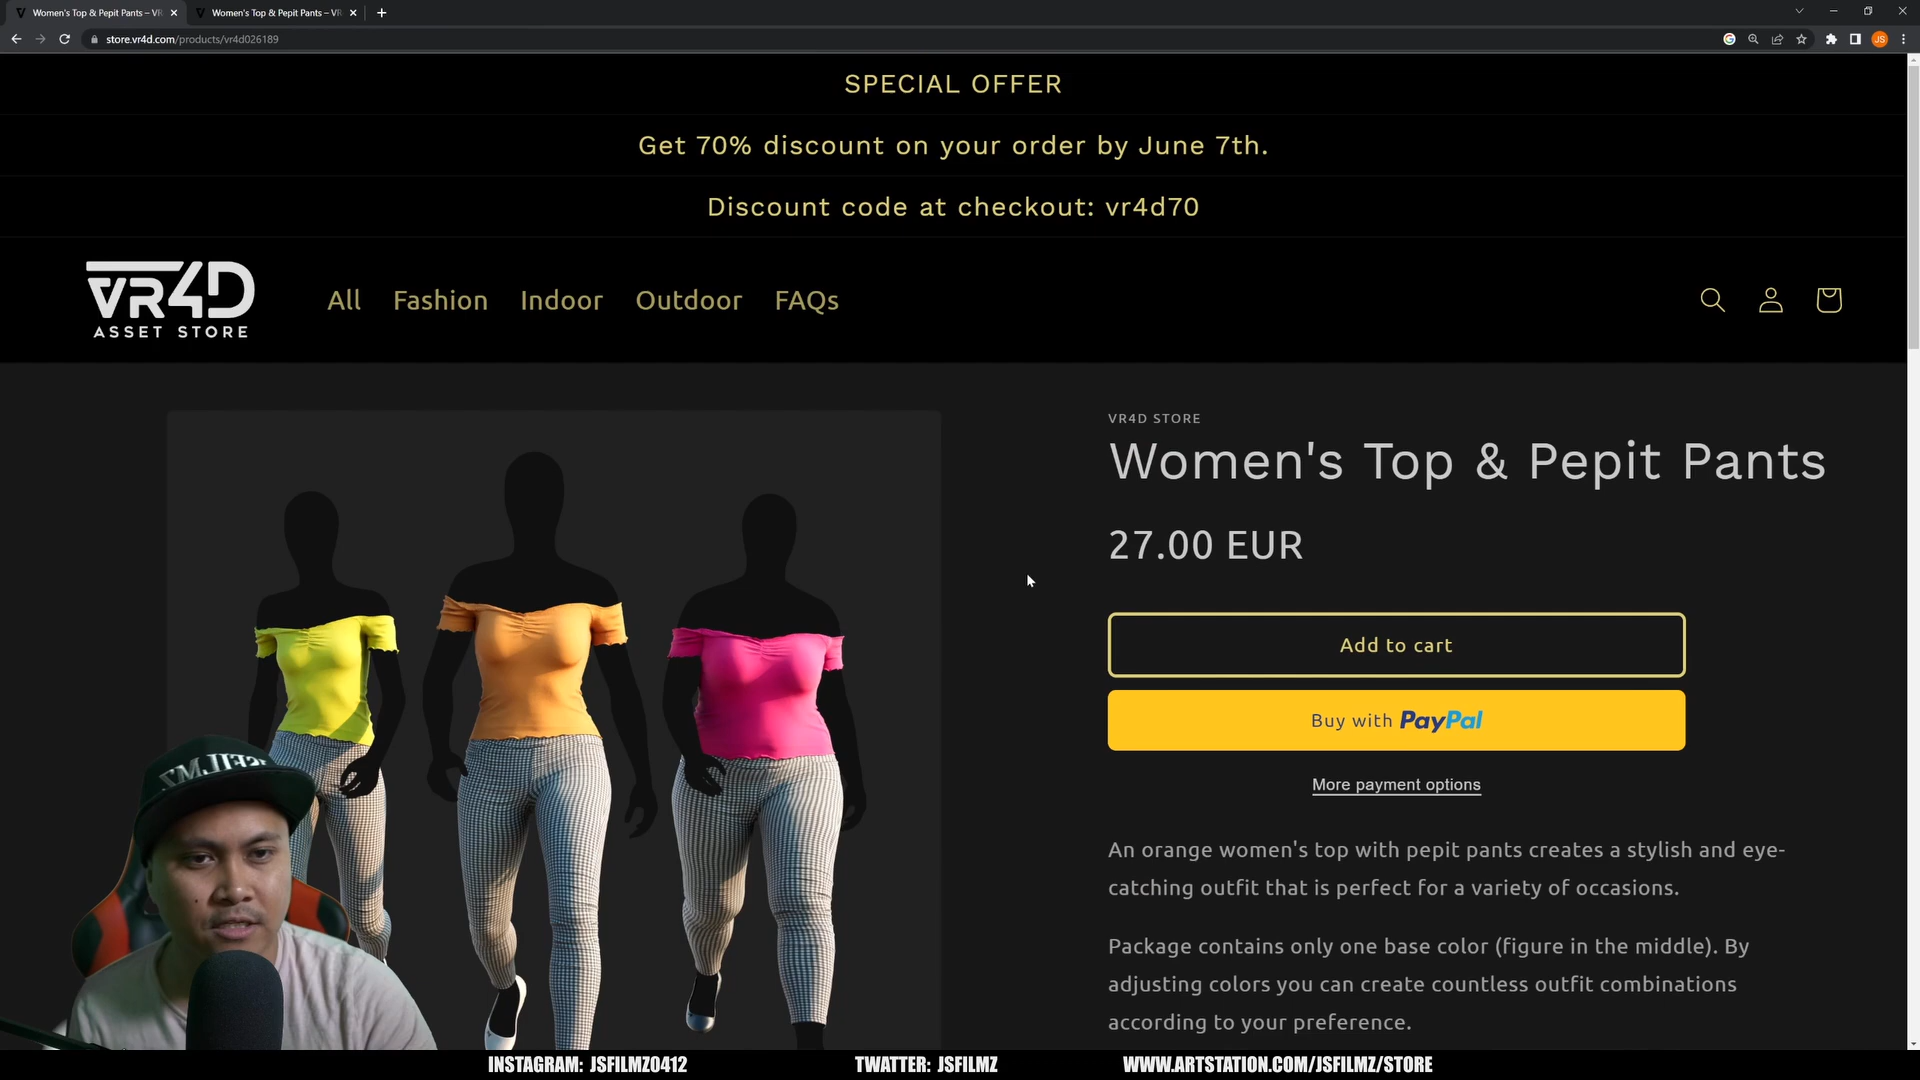 Women's Top & Pepit Pants – VR
Women's Top & Pepit Pants – VR
store.vr4d.com/products/vr4d026189
JS
SPECIAL OFFER
Get 70% discount on your order by June 7th.
Discount code at checkout: vr4d70
VR4D
ASSET STORE
All Fashion Indoor Outdoor FAQs
VR4D STORE
Women's Top & Pepit Pants
27.00 EUR
Add to cart
Buy with PayPal
More payment options
An orange women's top with pepit pants creates a stylish and eye-
catching outfit that is perfect for a variety of occasions.
Package contains only one base color (figure in the middle). By
adjusting colors you can create countless outfit combinations
according to your preference.
JSFILMZ
INSTAGRAM: JSFILMZ0412 TWATTER: JSFILMZ WWW.ARTSTATION.COM/JSFILMZ/STORE